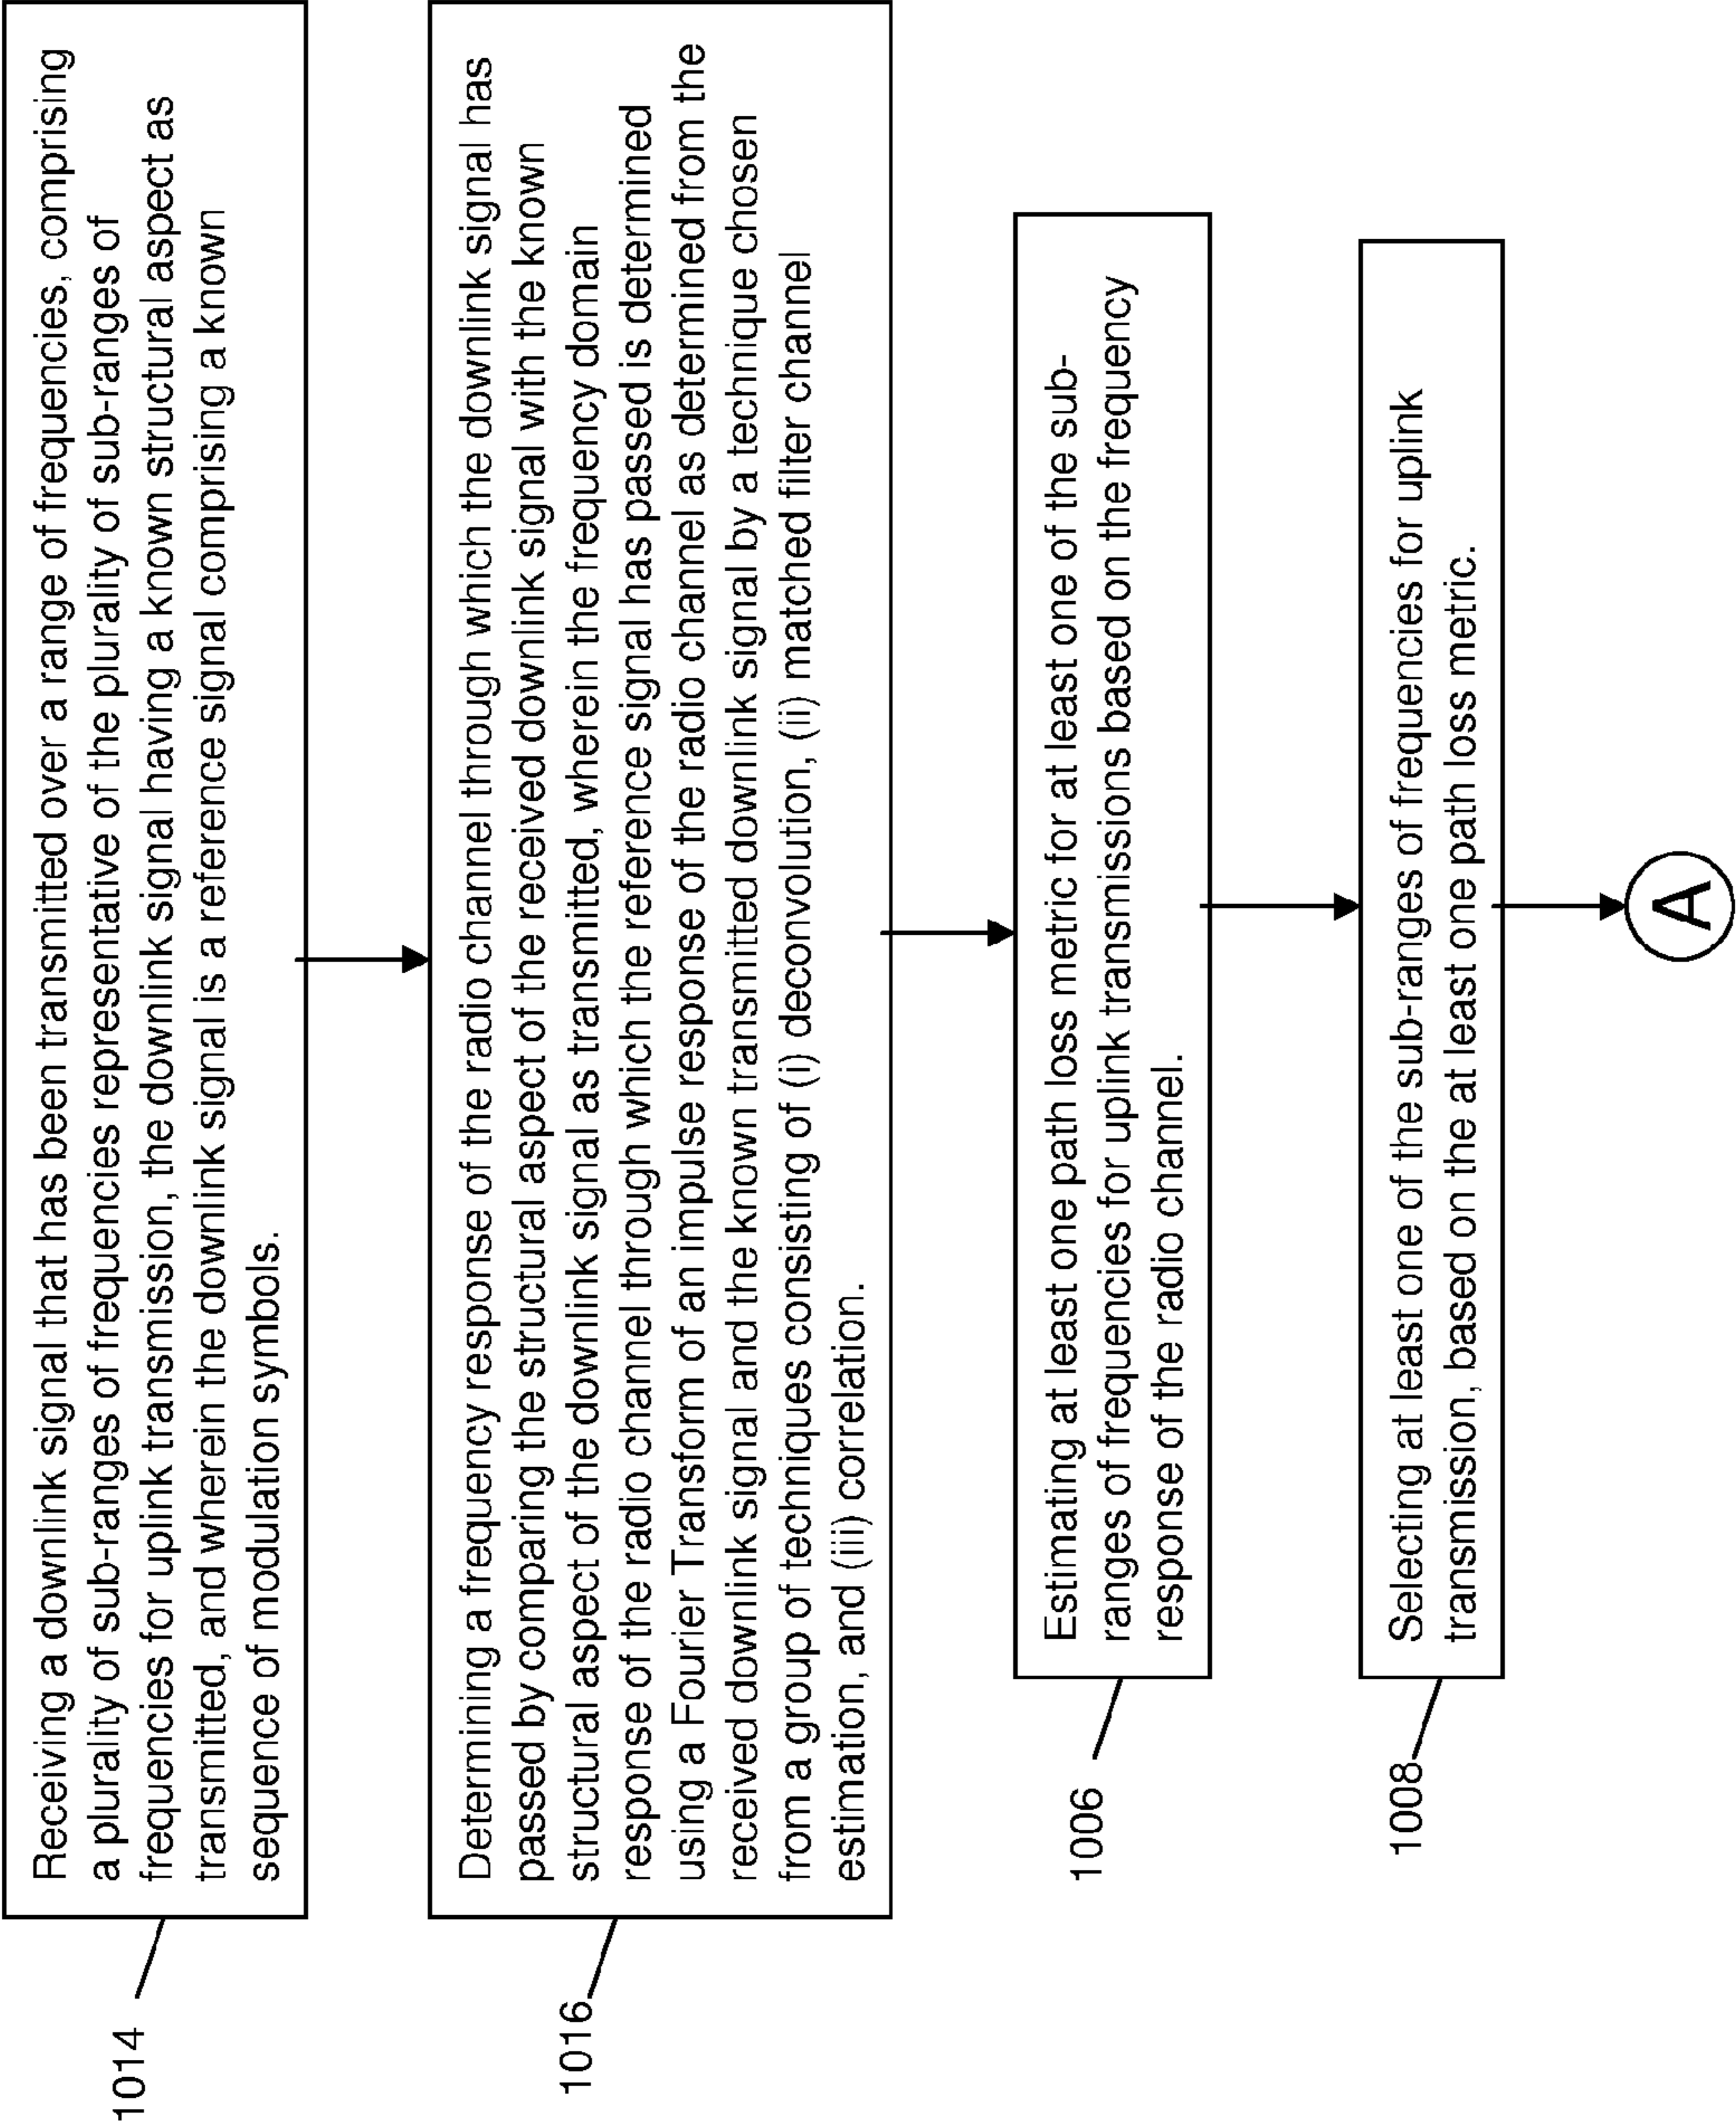 Receiving a downlink signal that has been transmitted over a range of frequencies, comprising
a plurality of sub-ranges of frequencies representative of the plurality of sub-ranges of
frequencies for uplink transmission, the downlink signal having a known structural aspect as
transmitted, and wherein the downlink signal is a reference signal comprising a known
sequence of modulation symbols.
1014
Determining a frequency response of the radio channel through which the downlink signal has
passed by comparing the structural aspect of the received downlink signal with the known
structural aspect of the downlink signal as transmitted, wherein the frequency domain
response of the radio channel through which the reference signal has passed is determined
using a Fourier Transform of an impulse response of the radio channel as determined from the
received downlink signal and the known transmitted downlink signal by a technique chosen
from a group of techniques consisting of (i) deconvolution, (ii) matched filter channel
estimation, and (iii) correlation.
1016
Estimating at least one path loss metric for at least one of the sub-
ranges of frequencies for uplink transmissions based on the frequency
response of the radio channel.
1006
Selecting at least one of the sub-ranges of frequencies for uplink
transmission, based on the at least one path loss metric.
1008
A